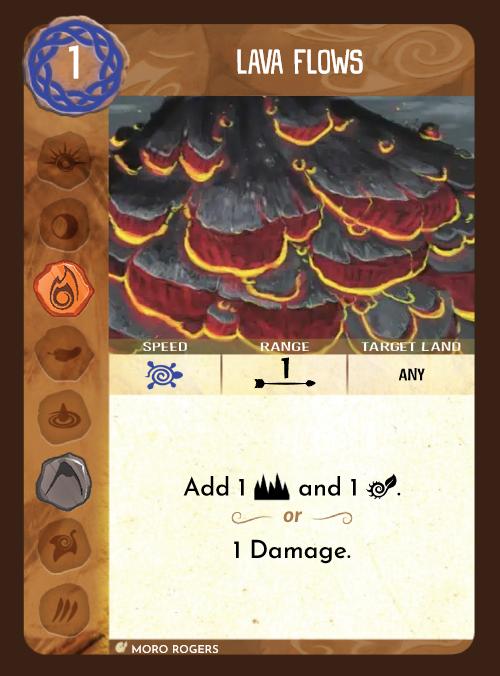 1
LAVA FLOWS
SPEED RANGE TARGET LAND
1 ANY
Add 1 and 1 .
or
1 Damage.
MORO ROGERS